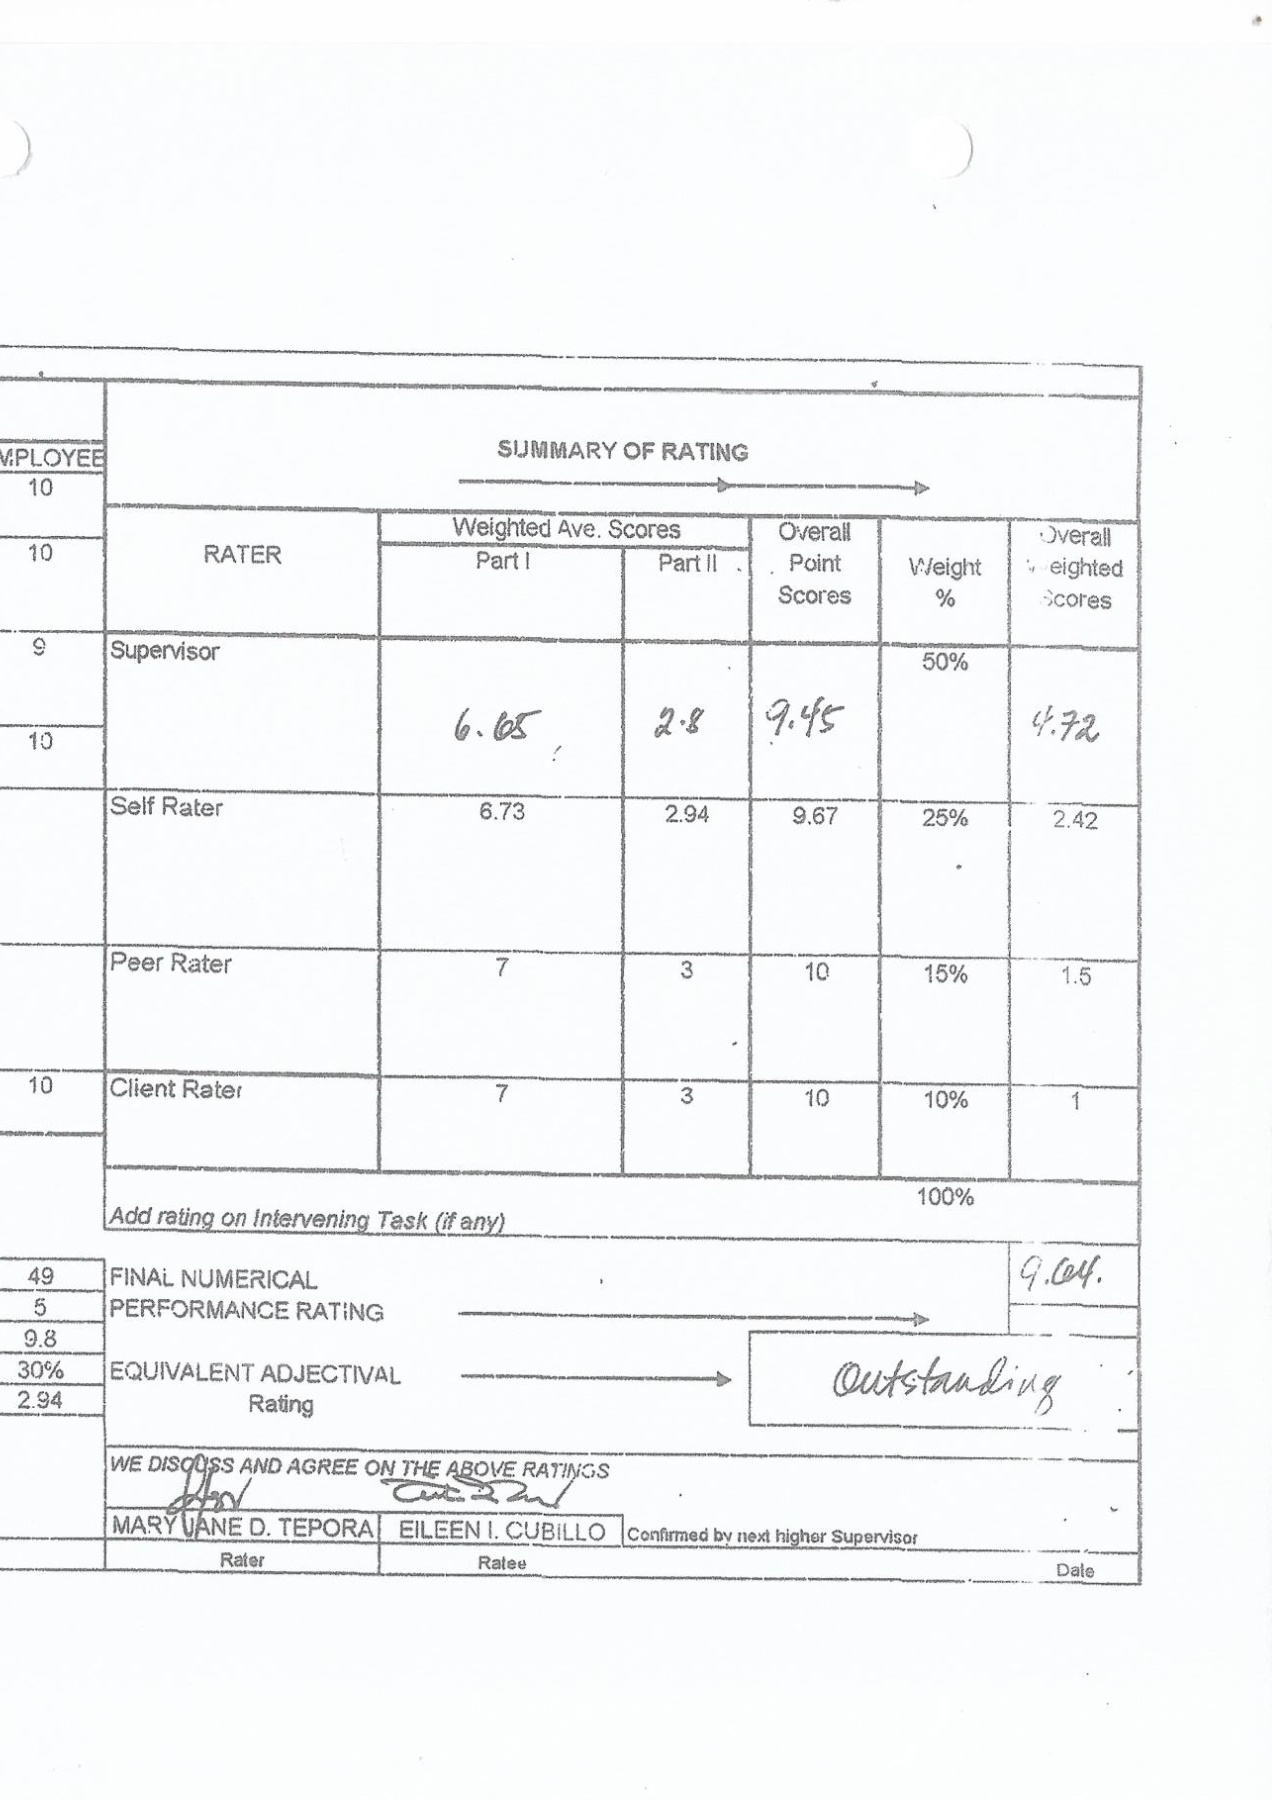 SUMMARY OF RATING
MPLOYEE
10
10
9
10
10
49
5
9.8
30%
2.94
RATER
Weighted Ave. Scores
Part I
Part II
Overall
Point
Scores
Weight
%
Overall
Weighted
Scores
Supervisor 6.65 2.8 9.45 50% 4.72
Self Rater 6.73 2.94 9.67 25% 2.42
Peer Rater 7 3 10 15% 1.5
Client Rater 7 3 10 10% 1
100%
Add rating on Intervening Task (if any)
FINAL NUMERICAL
PERFORMANCE RATING
9.64.
EQUIVALENT ADJECTIVAL
Rating
Outstanding
WE DISCUSS AND AGREE ON THE ABOVE RATINGS
MARY JANE D. TEPORA EILEEN I. CUBILLO Confirmed by next higher Supervisor
Rater Ratee Date